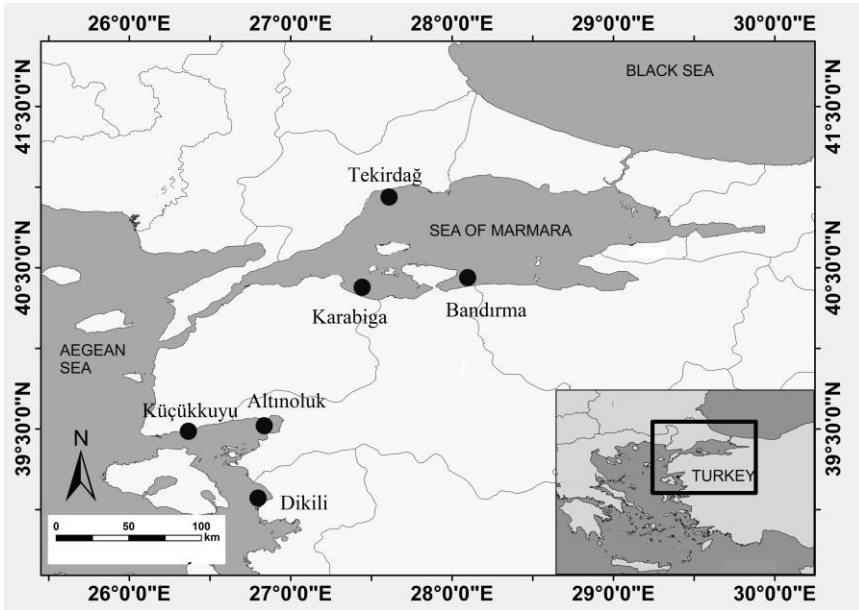 26°0'0"E 27°0'0"E 28°0'0"E 29°0'0"E 30°0'0"E
41°30'0"N
41°30'0"N
BLACK SEA
Tekirdağ
SEA OF MARMARA
40°30'0"N
40°30'0"N
Karabiga
Bandırma
AEGEAN
SEA
Küçükkuyu
Altınoluk
39°30'0"N
39°30'0"N
N
TURKEY
Dikili
0 50 100
km
26°0'0"E 27°0'0"E 28°0'0"E 29°0'0"E 30°0'0"E